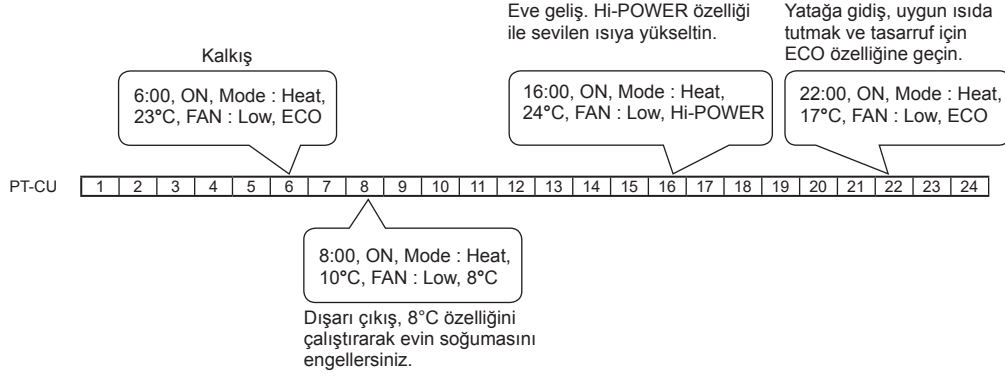 Eve geliş. Hi-POWER özelliği
ile sevilen ısıya yükseltin.
Yatağa gidiş, uygun ısıda
tutmak ve tasarruf için
ECO özelliğine geçin.
Kalkış
6:00, ON, Mode : Heat,
23°C, FAN : Low, ECO
16:00, ON, Mode : Heat,
24°C, FAN : Low, Hi-POWER
22:00, ON, Mode : Heat,
17°C, FAN : Low, ECO
PT-CU 1 2 3 4 5 6 7 8 9 10 11 12 13 14 15 16 17 18 19 20 21 22 23 24
8:00, ON, Mode : Heat,
10°C, FAN : Low, 8°C
Dışarı çıkış, 8°C özelliğini
çalıştırarak evin soğumasını
engellersiniz.